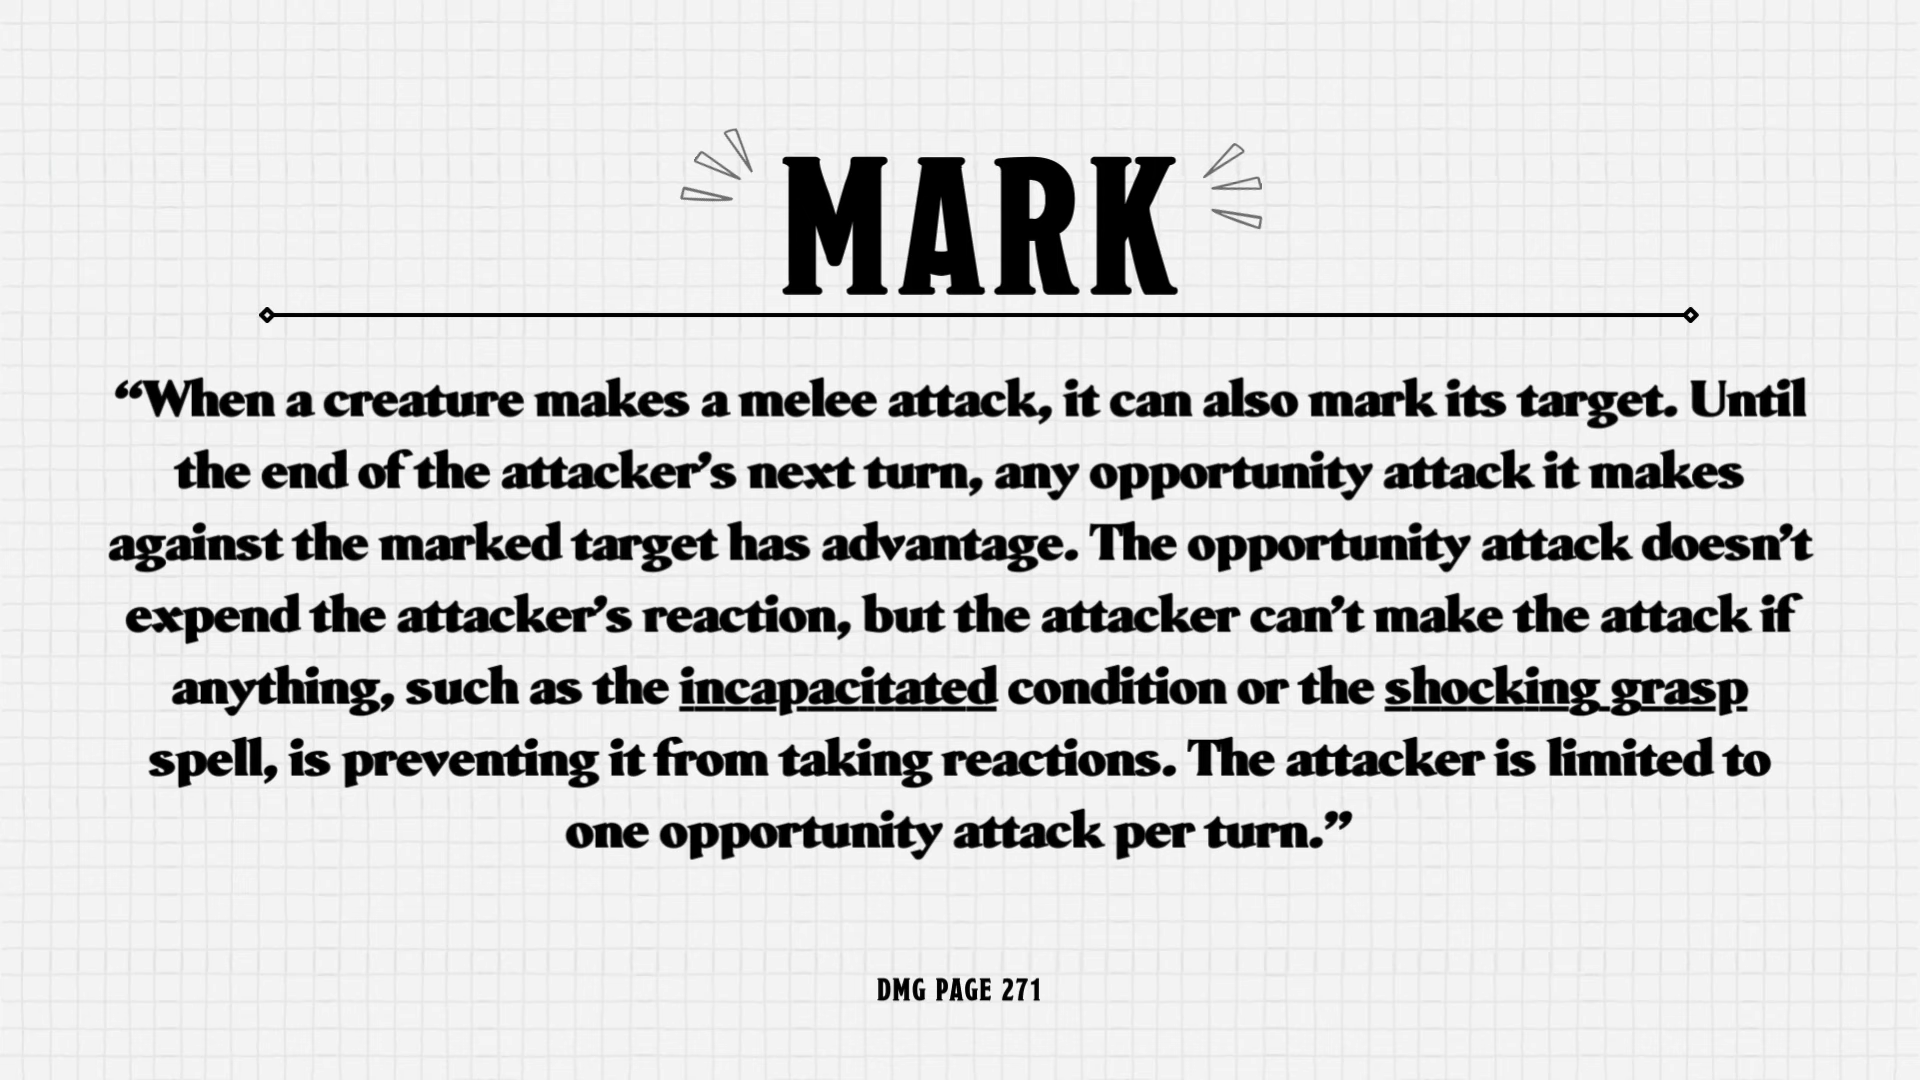 MARK
“When a creature makes a melee attack, it can also mark its target. Until
the end of the attacker’s next turn, any opportunity attack it makes
against the marked target has advantage. The opportunity attack doesn’t
expend the attacker’s reaction, but the attacker can’t make the attack if
anything, such as the incapacitated condition or the shocking grasp
spell, is preventing it from taking reactions. The attacker is limited to
one opportunity attack per turn.”
DMG PAGE 271